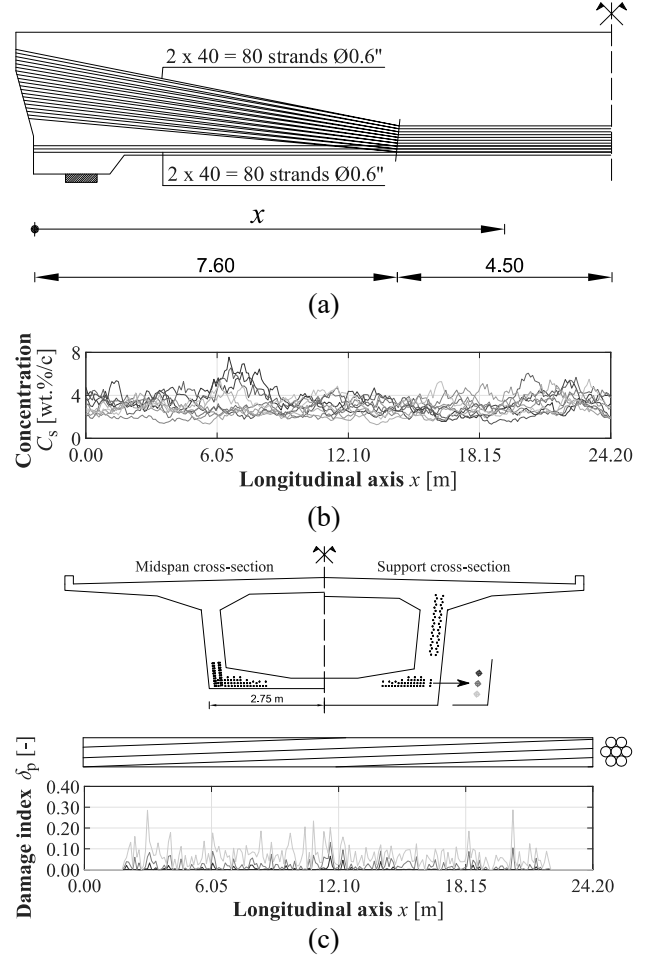 2 x 40 = 80 strands Ø0.6"
2 x 40 = 80 strands Ø0.6"
x
7.60
4.50
(a)
Concentration
Cs [wt.%/c]
8
4
0
0.00 6.05 12.10 18.15 24.20
Longitudinal axis x [m]
(b)
Midspan cross-section
Support cross-section
2.75 m
Damage index δp [-]
0.40
0.30
0.20
0.10
0.00
0.00 6.05 12.10 18.15 24.20
Longitudinal axis x [m]
(c)